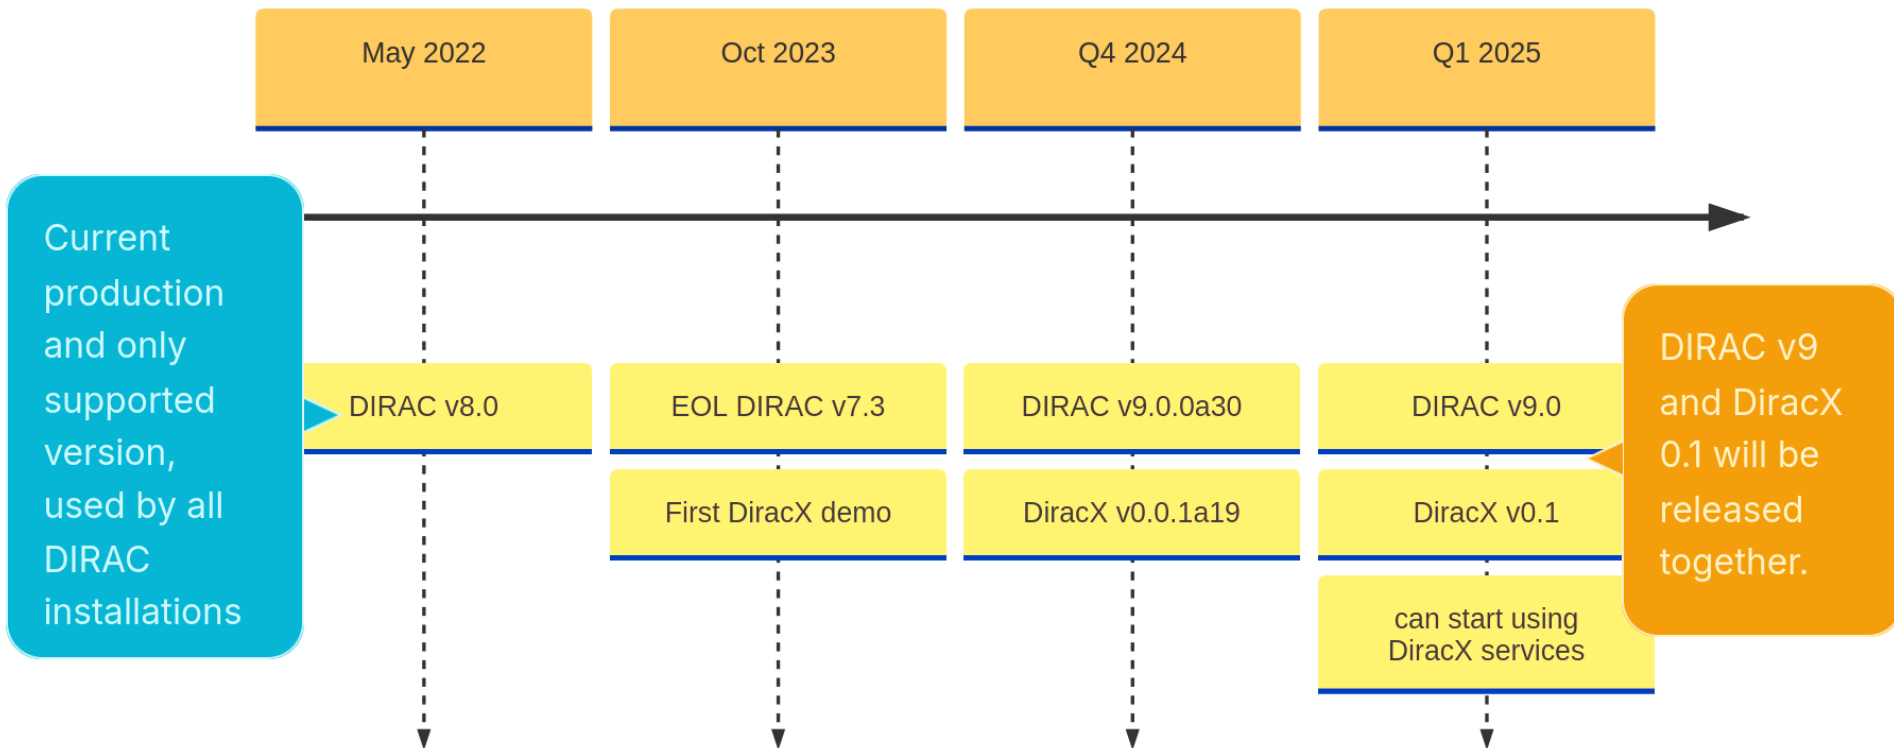 May 2022
Oct 2023
Q4 2024
Q1 2025
Current
production
and only
supported
version,
used by all
DIRAC
installations
DIRAC v8.0
EOL DIRAC v7.3
First DiracX demo
DIRAC v9.0.0a30
DiracX v0.0.1a19
DIRAC v9.0
DiracX v0.1
can start using
DiracX services
DIRAC v9
and DiracX
0.1 will be
released
together.